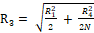 R₃ = √(R₁²/2 + R₄²/2N)